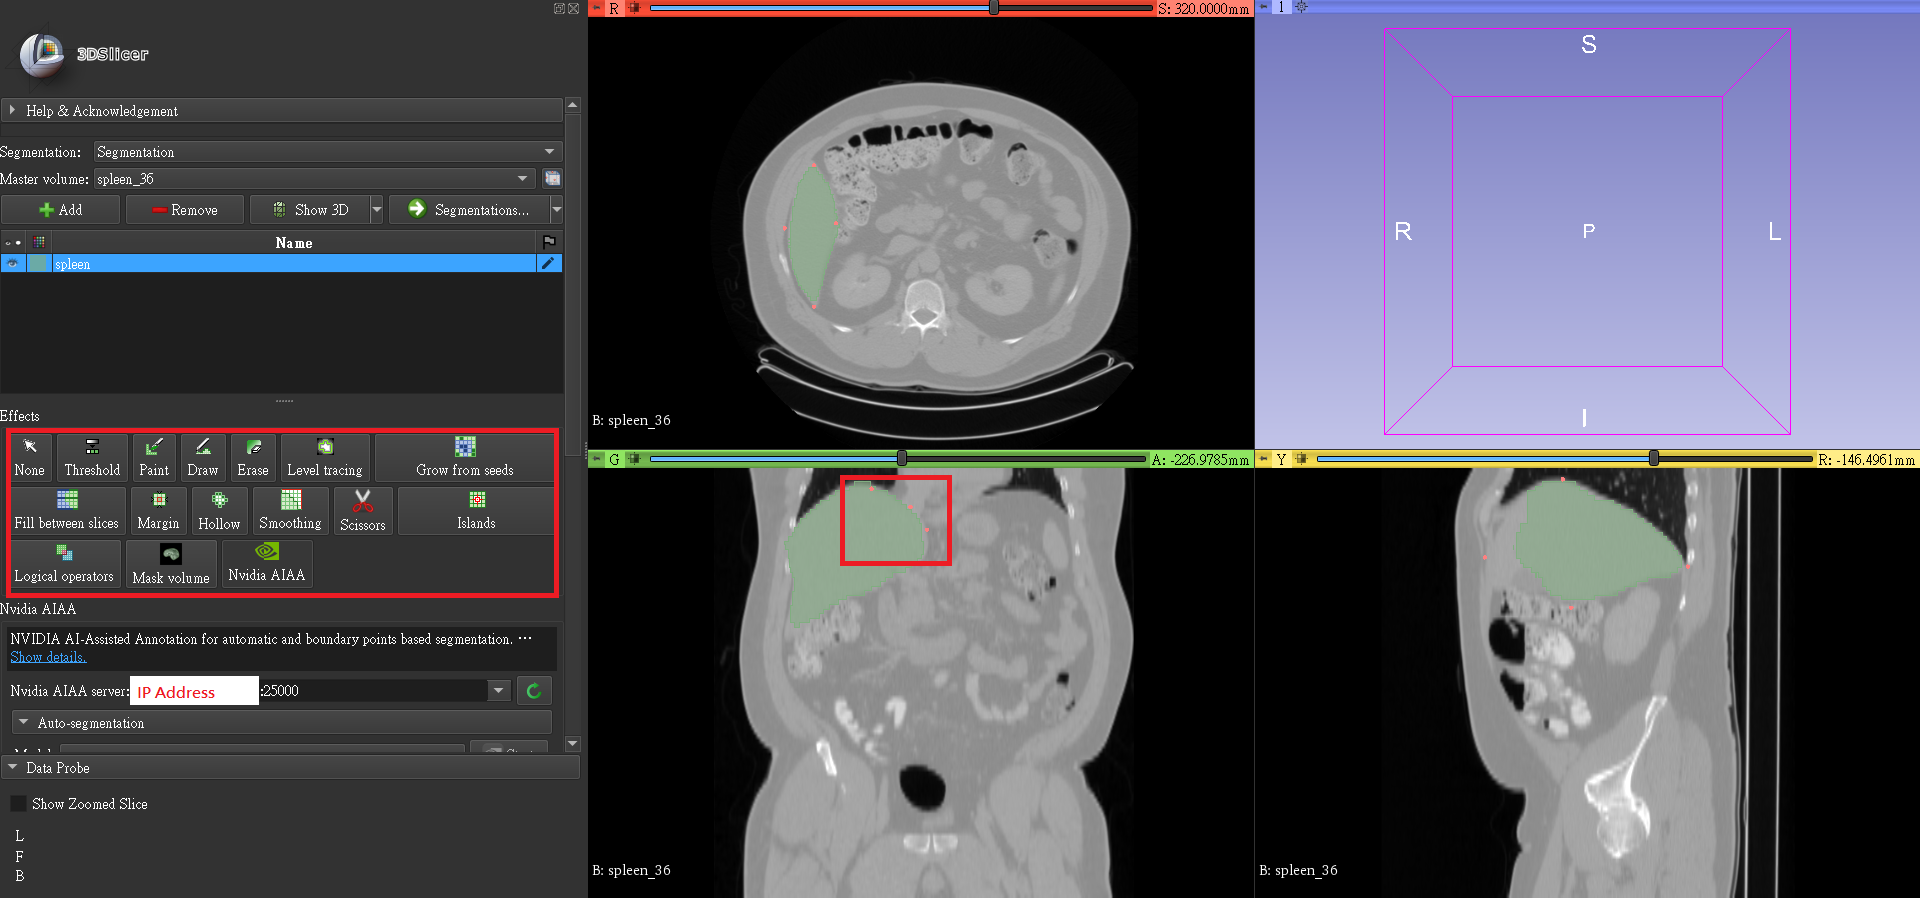 3DSlicer
Help & Acknowledgement
Segmentation: Segmentation
Master volume: spleen_36
Add Remove Show 3D Segmentations...
Name
spleen
Effects
None Threshold Paint Draw Erase Level tracing Grow from seeds
Fill between slices Margin Hollow Smoothing Scissors Islands
Logical operators Mask volume Nvidia AIAA
Nvidia AIAA
NVIDIA AI-Assisted Annotation for automatic and boundary points based segmentation. ...
Show details.
Nvidia AIAA server: IP Address :25000
Auto-segmentation
Data Probe
Show Zoomed Slice
L
F
B
R S: 320.0000mm
B: spleen_36
1
S
R P L
I
G A: -226.9785mm
B: spleen_36
Y R: -146.4961mm
B: spleen_36